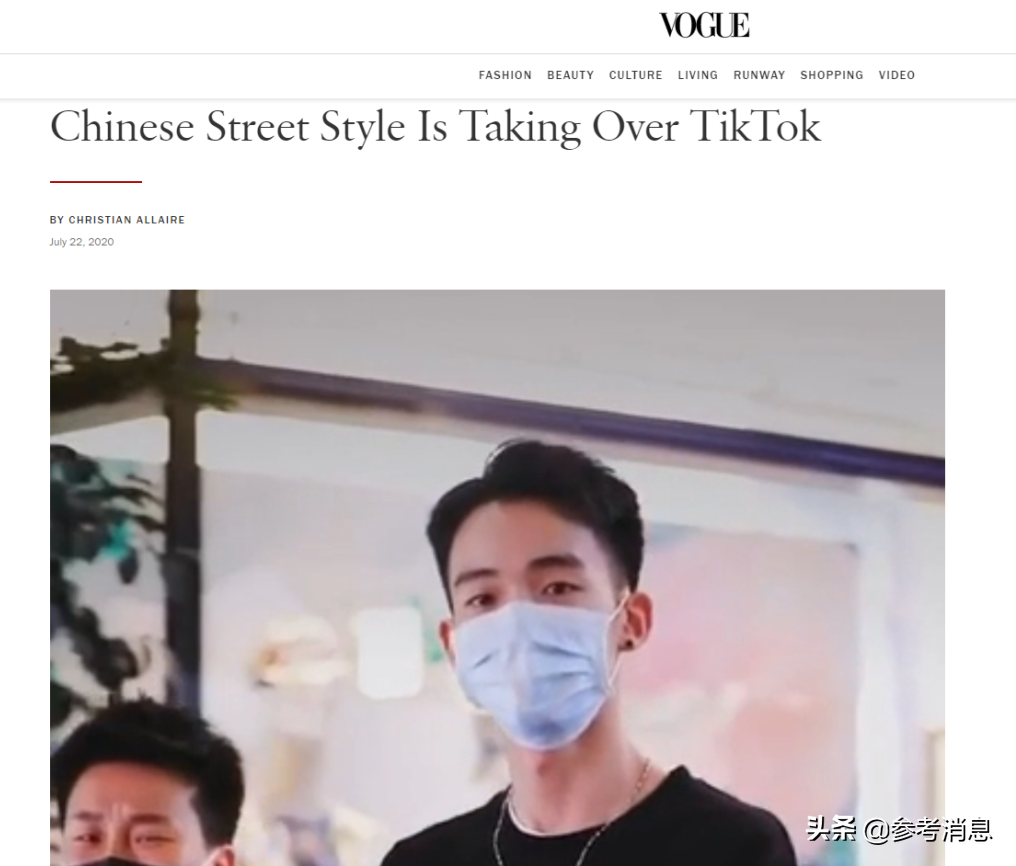 VOGUE
FASHION BEAUTY CULTURE LIVING RUNWAY SHOPPING VIDEO
Chinese Street Style Is Taking Over TikTok
BY CHRISTIAN ALLAIRE
July 22, 2020
头条 @参考消息